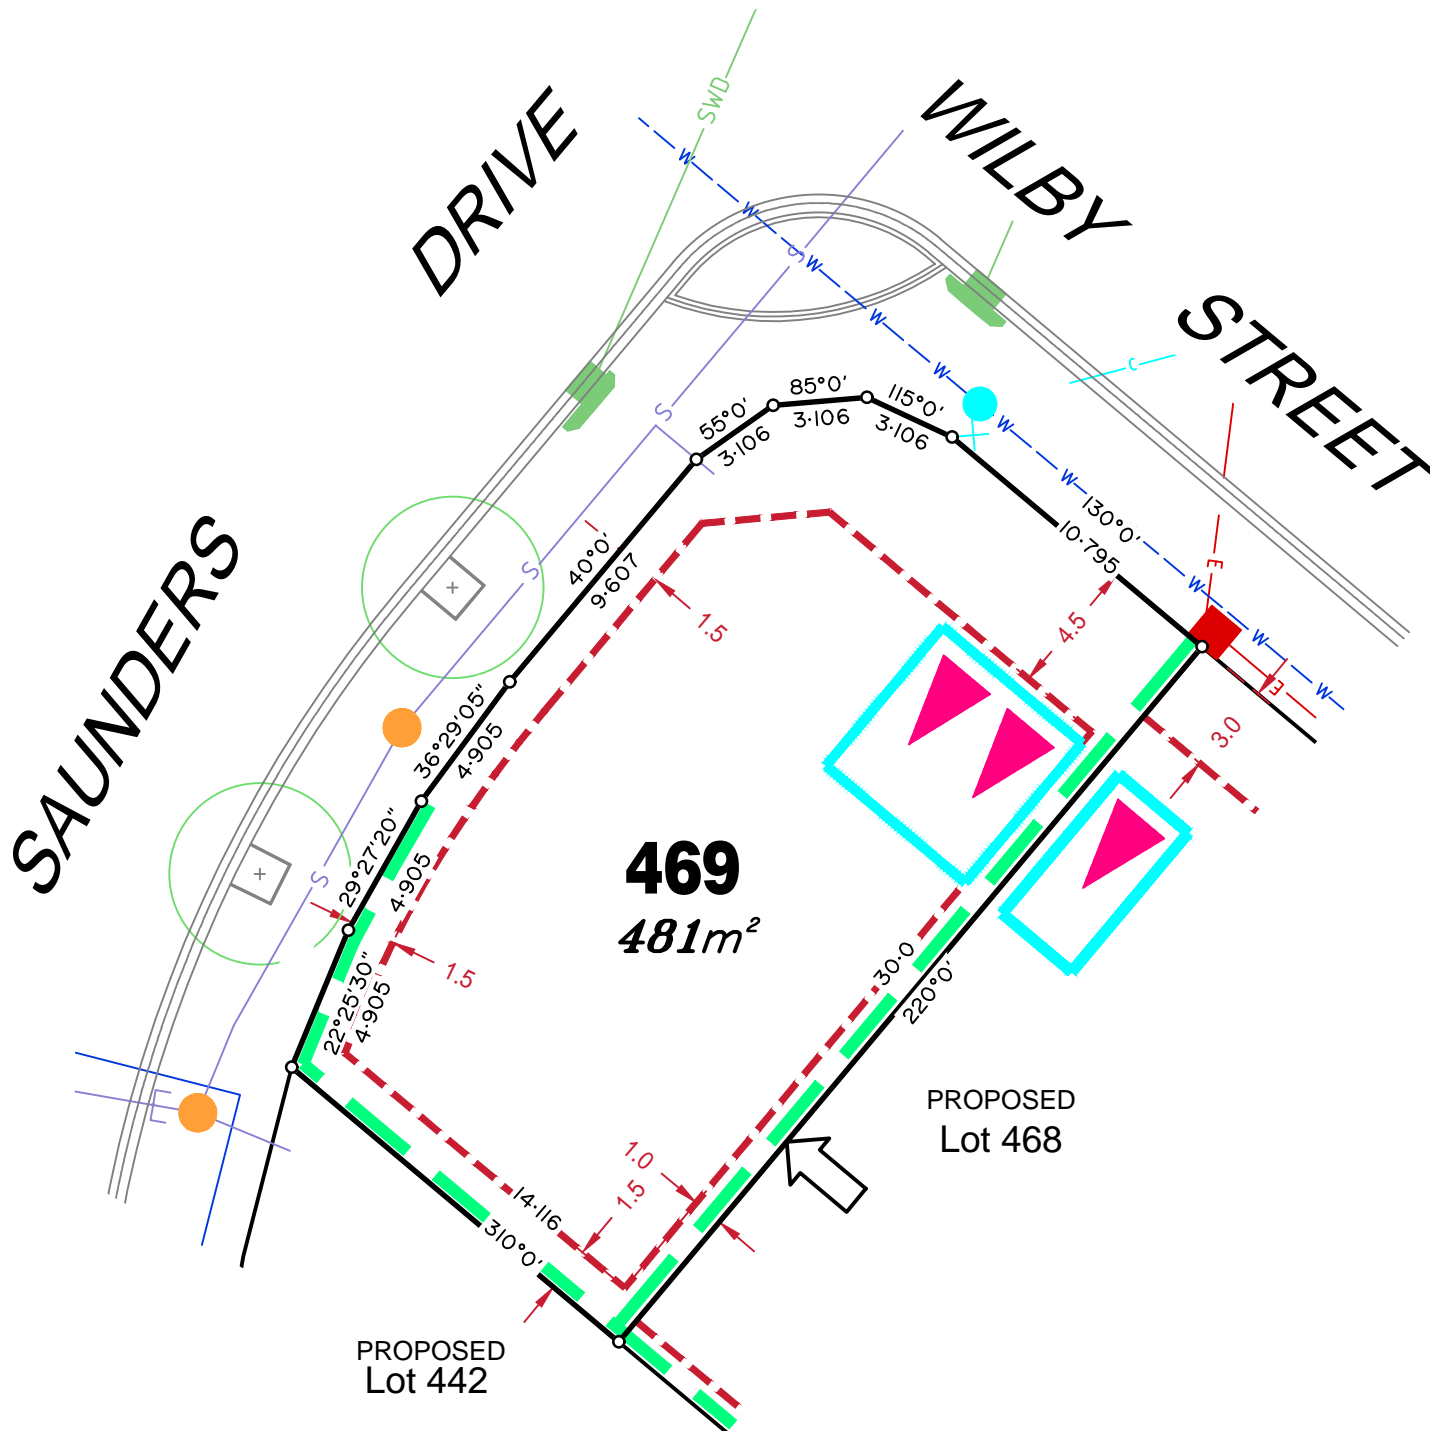 SWD
DRIVE
WILBY
STREET
SAUNDERS
W
W
W
W
W
W
W
W
W
W
S
S
S
S
C
E
E
55°0'
3·106
85°0'
3·106
115°0'
3·106
130°0'
10·795
40°0'
9·607
36°29'05"
4·905
29°27'20"
4·905
22°25'30"
4·905
1.5
4.5
3.0
1.5
469
481m²
30·0
220°0'
1.0
1.5
14·116
310°0'
PROPOSED
Lot 468
PROPOSED
Lot 442